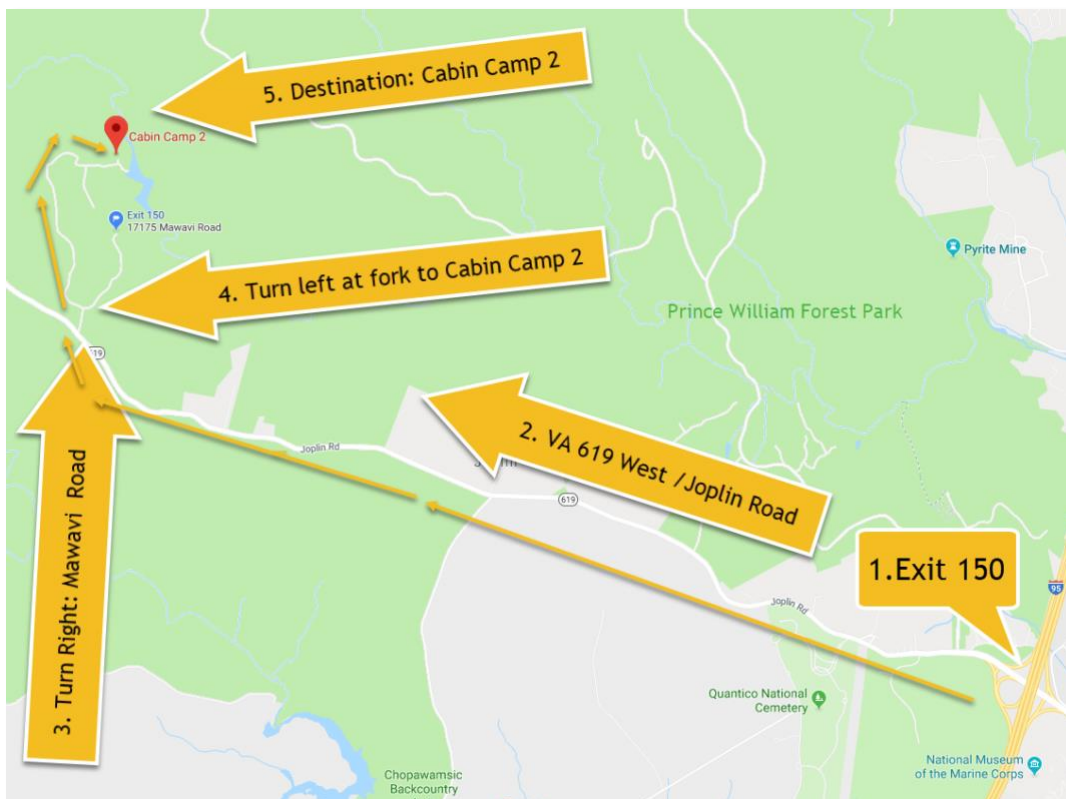 5. Destination: Cabin Camp 2
Cabin Camp 2
Exit 150
17175 Mawavi Road
4. Turn left at fork to Cabin Camp 2
Pyrite Mine
Prince William Forest Park
619
3. Turn Right: Mawavi Road
2. VA 619 West /Joplin Road
Joplin Rd
619
1.Exit 150
95
Joplin Rd
Quantico National
Cemetery
National Museum
of the Marine Corps
Chopawamsic
Backcountry